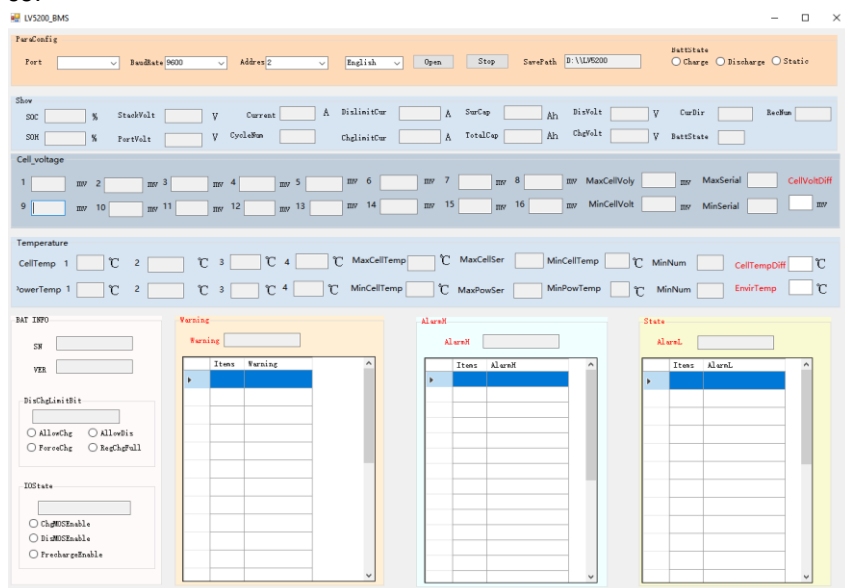 LV5200_BMS
ParaConfig
Port BaudRate 9600 Addres 2 English Open Stop SavePath D:\\LV5200
BattState
Charge Discharge Static
Show
SOC % StackVolt V Current A DislimitCur A SurCap Ah DisVolt V CurDir RecNum
SOH % PortVolt V CycleNum ChglimitCur A TotalCap Ah ChgVolt V BattState
Cell_voltage
1 mv 2 mv 3 mv 4 mv 5 mv 6 mv 7 mv 8 mv MaxCellVoly mv MaxSerial CellVoltDiff
9 mv 10 mv 11 mv 12 mv 13 mv 14 mv 15 mv 16 mv MinCellVolt mv MinSerial mv
Temperature
CellTemp 1 ℃ 2 ℃ 3 ℃ 4 ℃ MaxCellTemp ℃ MaxCellSer MinCellTemp ℃ MinNum CellTempDiff ℃
owerTemp 1 ℃ 2 ℃ 3 ℃ 4 ℃ MinCellTemp ℃ MaxPowSer MinPowTemp ℃ MinNum EnvirTemp ℃
BAT INFO
SN
VER
DisChgLimitBit
AllowChg AllowDis
ForceChg RegChgFull
IOState
ChgMOSEnable
DisMOSEnable
PrechargeEnable
Warning
Warning
Items Warning
AlarmH
AlarmH
Items AlarmH
State
AlarmL
Items AlarmL